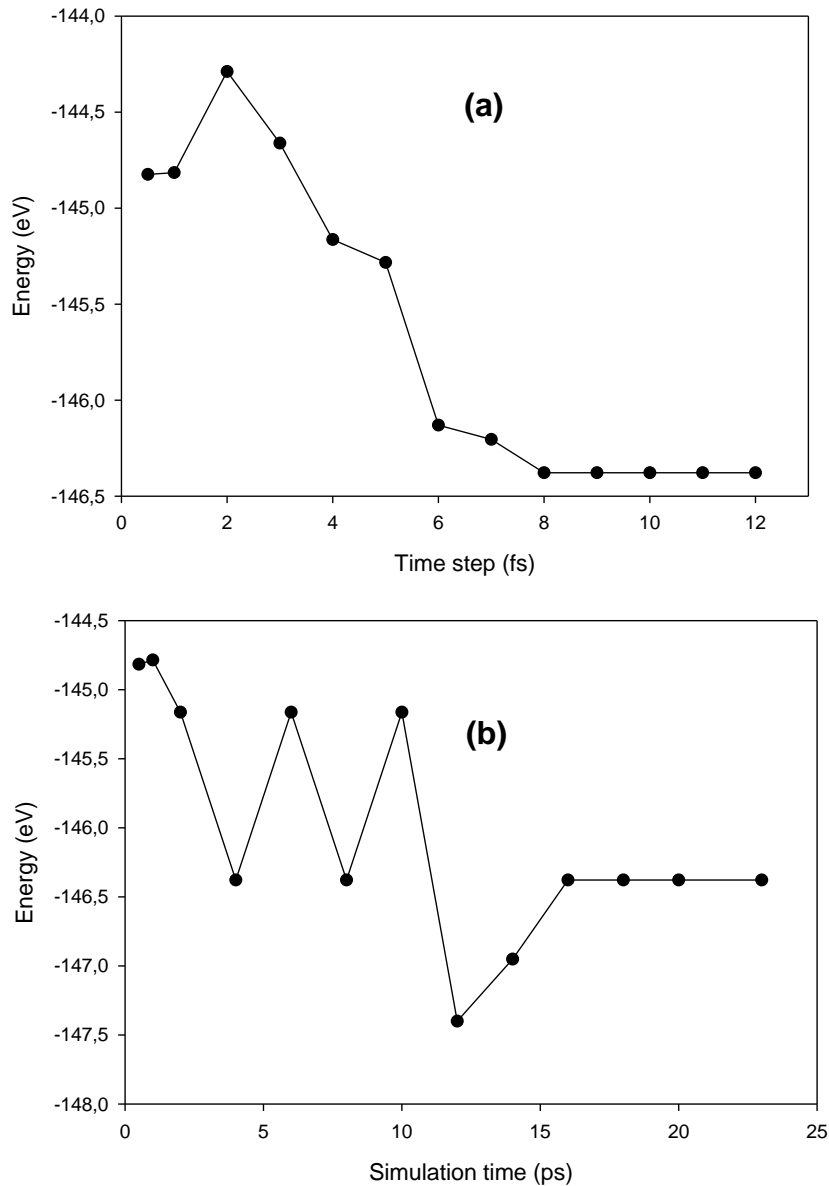 -144,0
-144,5
-145,0
-145,5
-146,0
-146,5
Energy (eV)
(a)
0 2 4 6 8 10 12
Time step (fs)
-144,5
-145,0
-145,5
-146,0
-146,5
-147,0
-147,5
-148,0
Energy (eV)
(b)
0 5 10 15 20 25
Simulation time (ps)